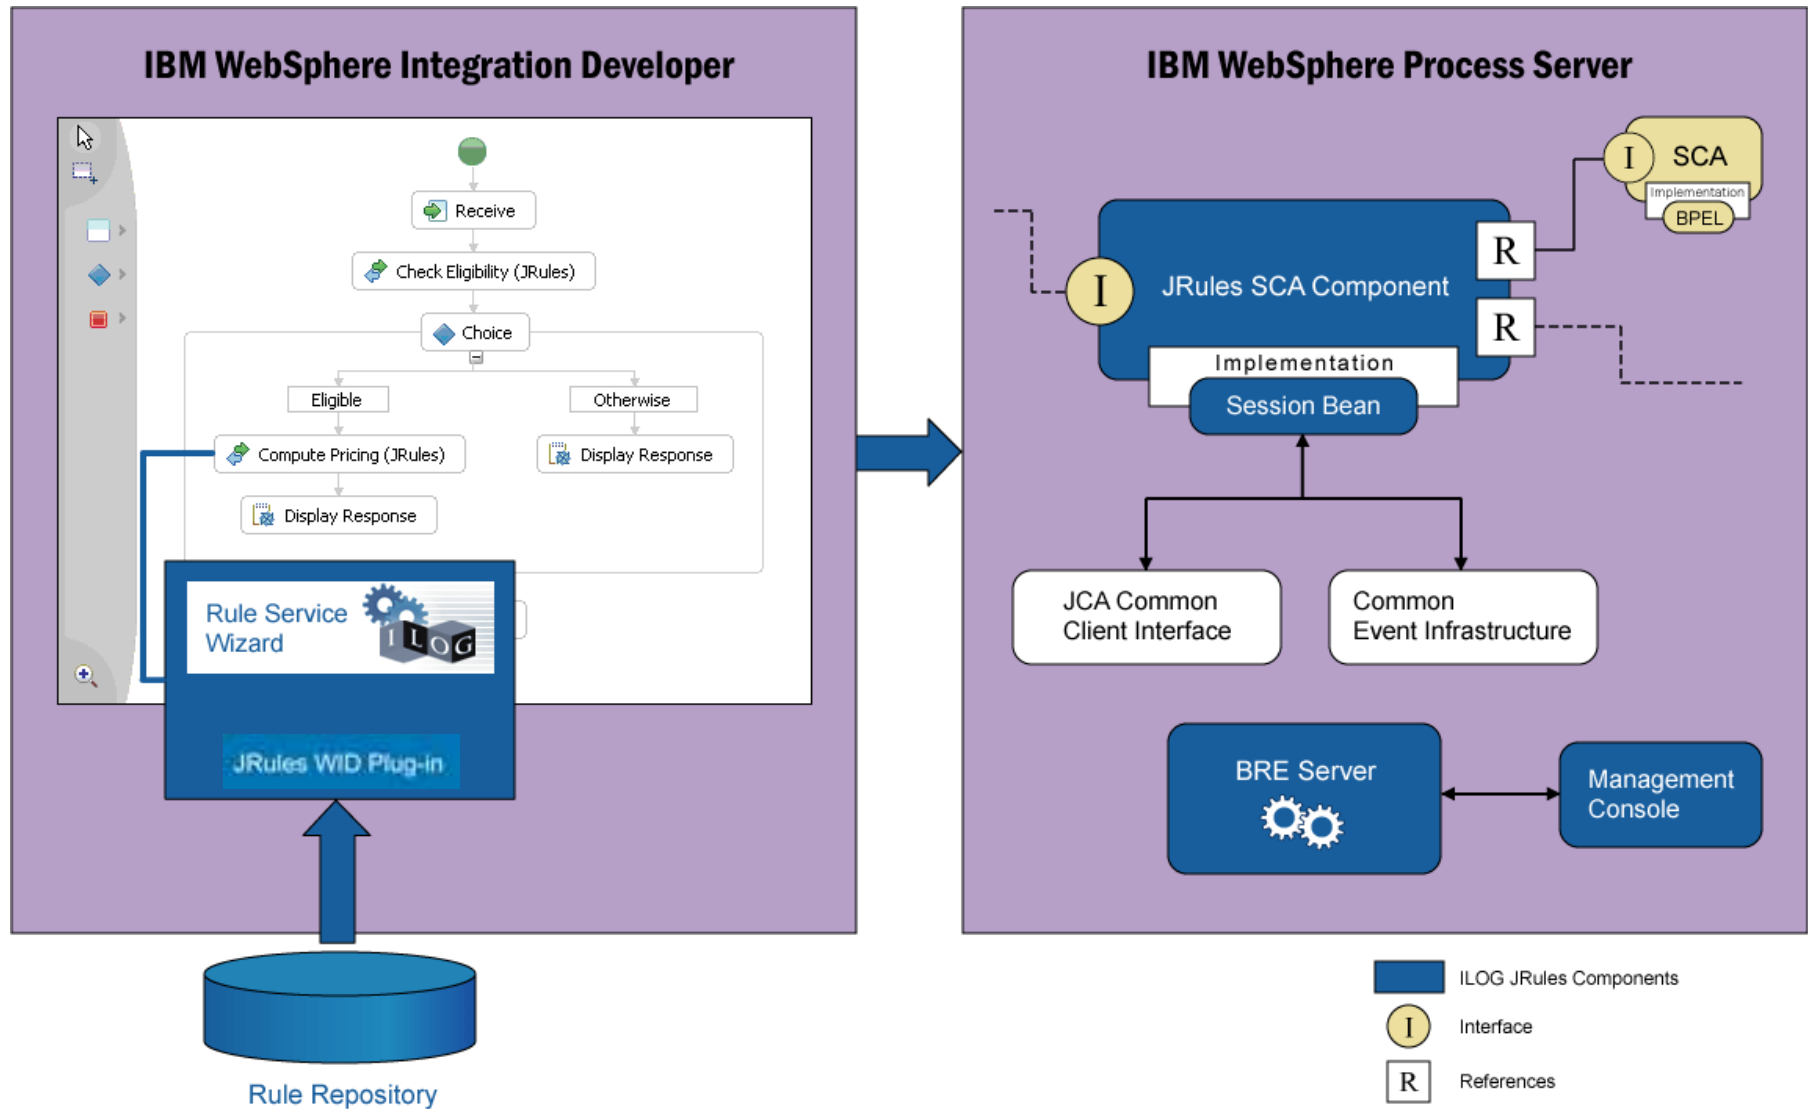 IBM WebSphere Integration Developer
Receive
Check Eligibility (JRules)
Choice
Eligible
Otherwise
Compute Pricing (JRules)
Display Response
Display Response
Rule Service
Wizard
ILOG
JRules WID Plug-in
Rule Repository
IBM WebSphere Process Server
I
SCA
Implementation
BPEL
R
I
JRules SCA Component
R
Implementation
Session Bean
JCA Common
Client Interface
Common
Event Infrastructure
BRE Server
Management
Console
ILOG JRules Components
I
Interface
R
References